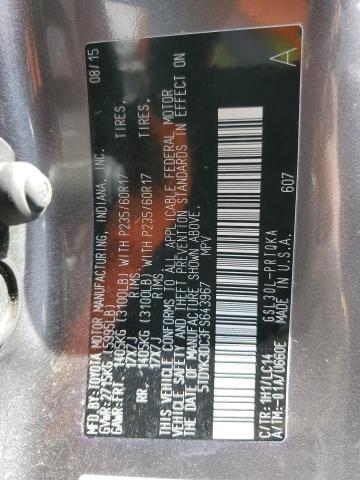 MFD.BY:TOYOTA MOTOR MANUFACTURING, INDIANA, INC. 08/15
GVWR:2715KG (5995LB)
GAWR:FRT. 1405KG (3100LB) WITH P235/60R17 TIRES,
17X7J RIMS,
RR. 1405KG (3100LB) WITH P235/60R17 TIRES,
17X7J RIMS,
THIS VEHICLE CONFORMS TO ALL APPLICABLE FEDERAL MOTOR
VEHICLE SAFETY AND THEFT PREVENTION STANDARDS IN EFFECT ON
THE DATE OF MANUFACTURE SHOWN ABOVE.
5TDYK3DC3FS643967 MPV
607 A
C/TR: 1H1/LC14 GSL30L-PRTQKA
A/TM: -01A/U660E MADE IN U.S.A.